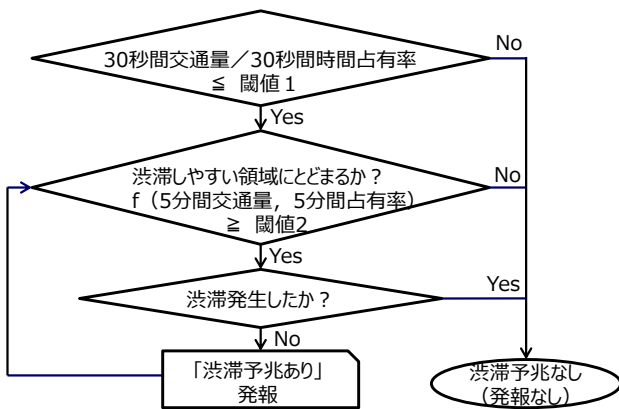 30秒間交通量／30秒間時間占有率
≦ 閾値１
No
Yes
渋滞しやすい領域にとどまるか？
f（5分間交通量，5分間占有率）
≧ 閾値2
No
Yes
渋滞発生したか？
Yes
No
「渋滞予兆あり」
発報
渋滞予兆なし
（発報なし）